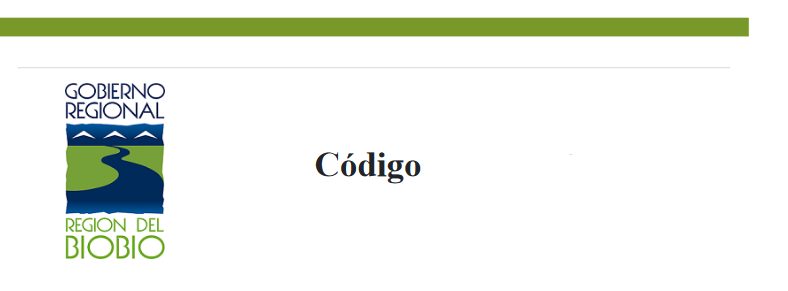 GOBIERNO
REGIONAL
Código
REGION DEL
BIOBIO